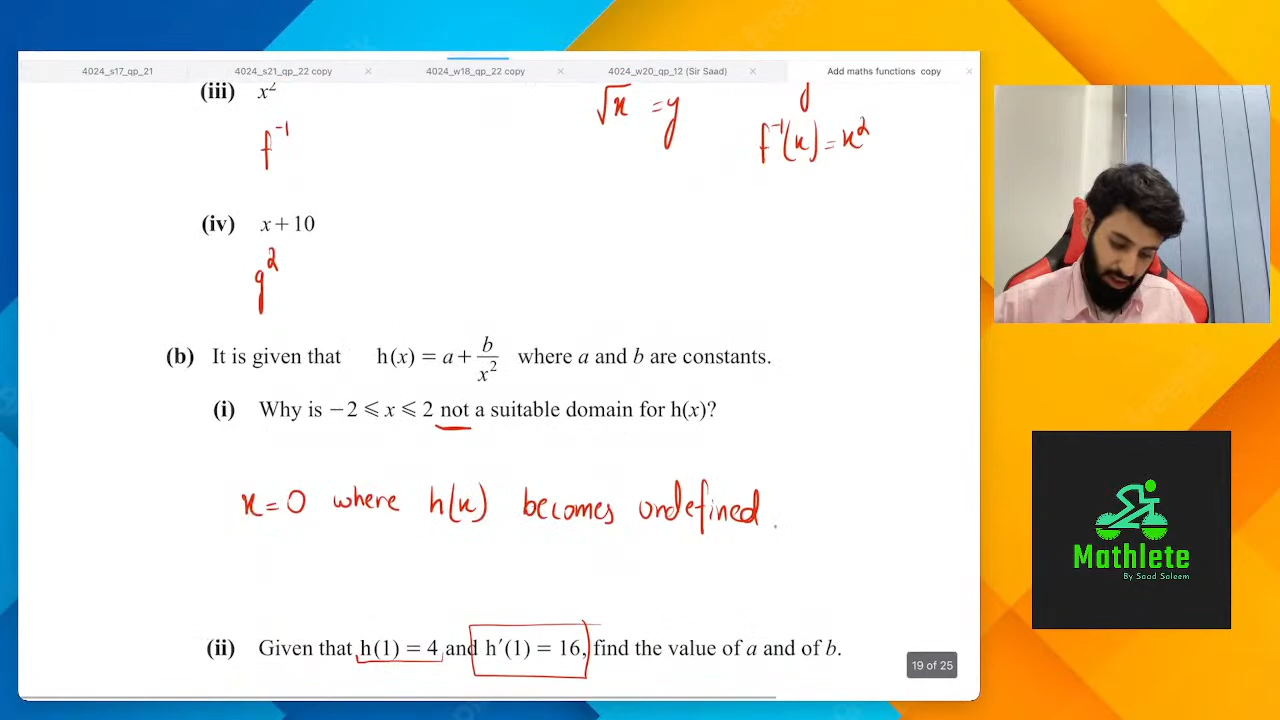 4024_s17_qp_21 4024_s21_qp_22 copy 4024_w18_qp_22 copy 4024_w20_qp_12 (Sir Saad) Add maths functions copy
(iii) x²
√x = y
f⁻¹(x) = x²
f⁻¹
(iv) x + 10
g²
(b) It is given that h(x) = a + b/x² where a and b are constants.
(i) Why is −2 ⩽ x ⩽ 2 not a suitable domain for h(x)?
x = 0 where h(x) becomes undefined.
(ii) Given that h(1) = 4 and h′(1) = 16, find the value of a and of b.
19 of 25
Mathlete
By Saad Saleem